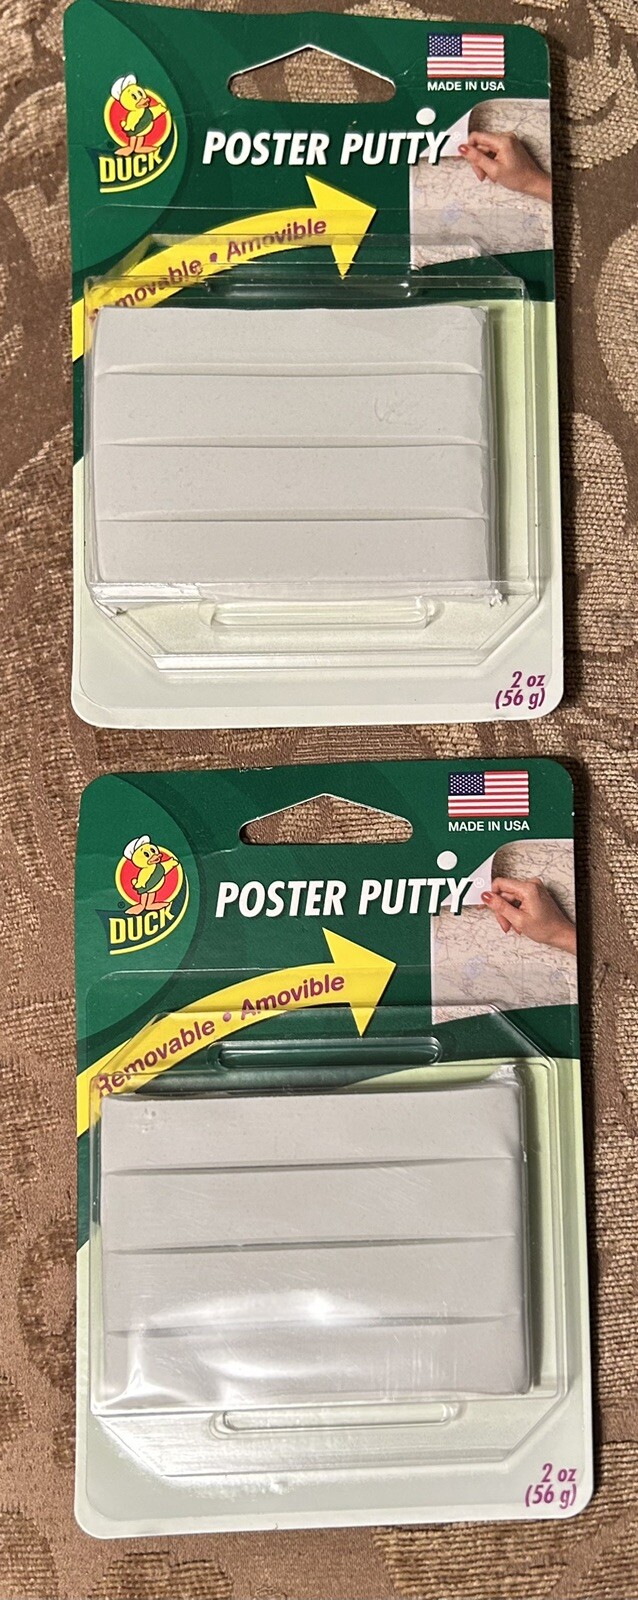 MADE IN USA
DUCK
POSTER PUTTY
Removable • Amovible
2 oz
(56 g)
MADE IN USA
DUCK®
POSTER PUTTY®
Removable • Amovible
2 oz
(56 g)